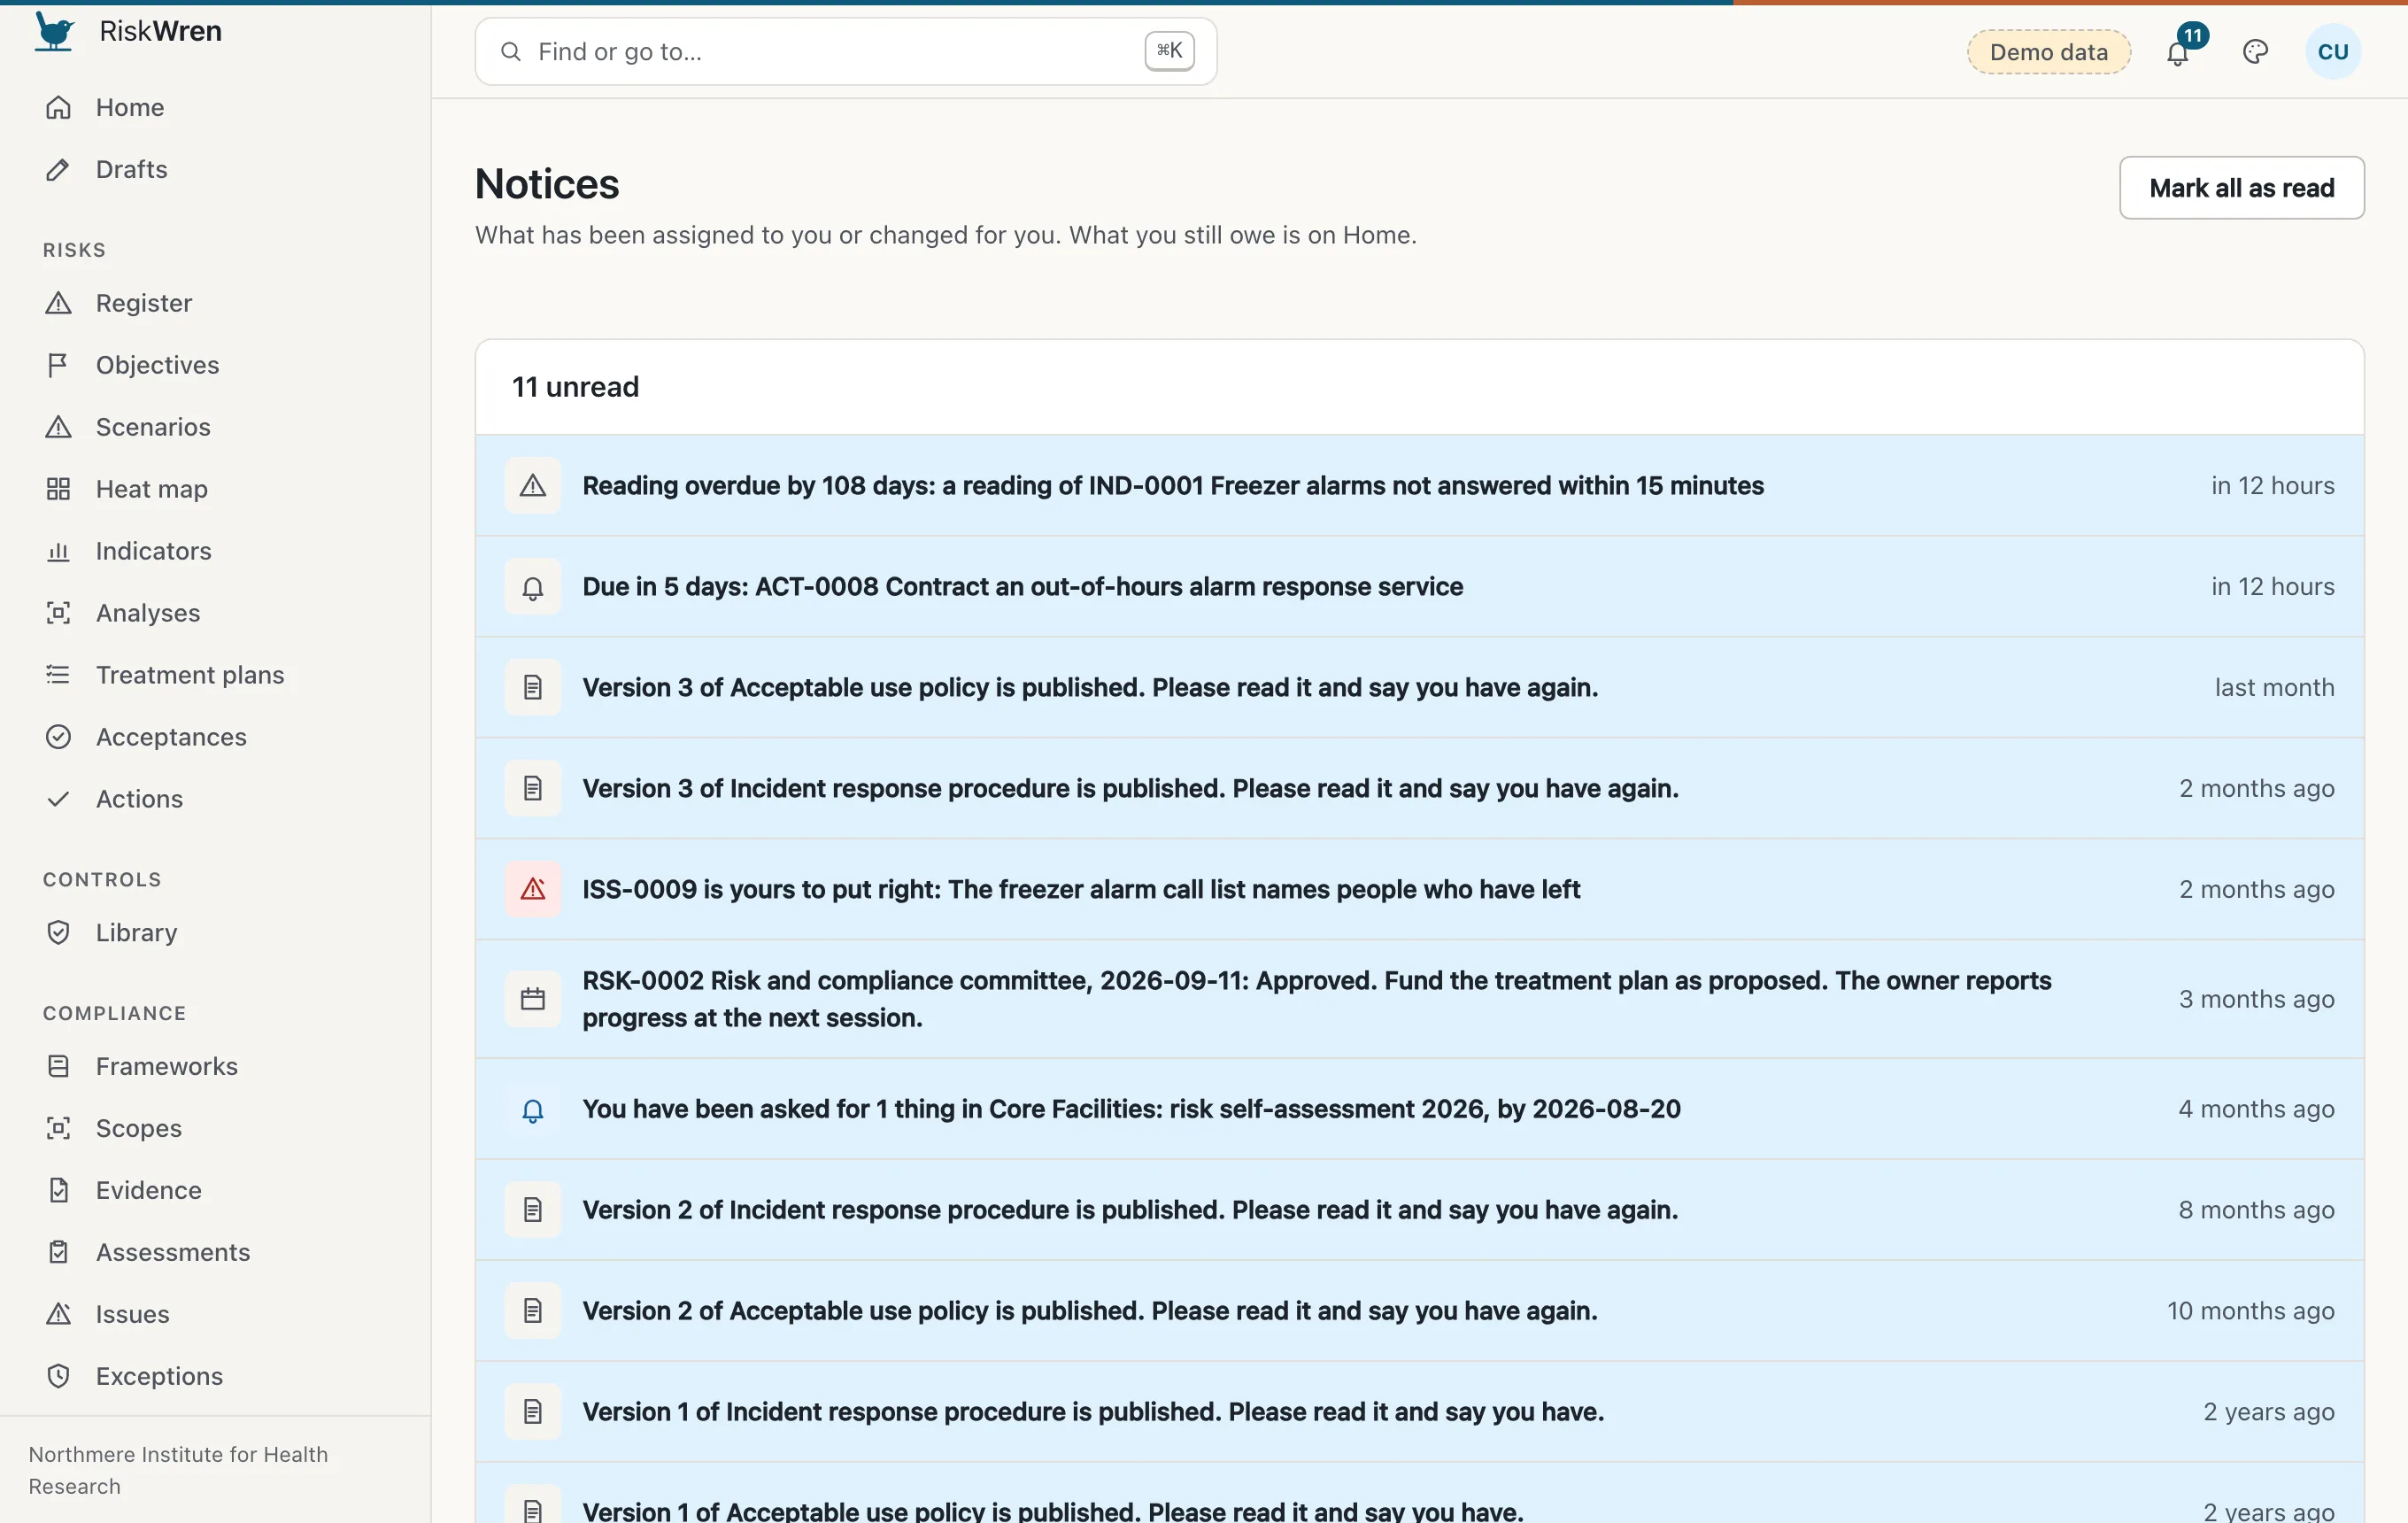 RiskWren
Find or go to...
⌘K
Demo data
11
CU
Home
Drafts
RISKS
Register
Objectives
Scenarios
Heat map
Indicators
Analyses
Treatment plans
Acceptances
Actions
CONTROLS
Library
COMPLIANCE
Frameworks
Scopes
Evidence
Assessments
Issues
Exceptions
Northmere Institute for Health
Research
Notices
Mark all as read
What has been assigned to you or changed for you. What you still owe is on Home.
11 unread
Reading overdue by 108 days: a reading of IND-0001 Freezer alarms not answered within 15 minutes
in 12 hours
Due in 5 days: ACT-0008 Contract an out-of-hours alarm response service
in 12 hours
Version 3 of Acceptable use policy is published. Please read it and say you have again.
last month
Version 3 of Incident response procedure is published. Please read it and say you have again.
2 months ago
ISS-0009 is yours to put right: The freezer alarm call list names people who have left
2 months ago
RSK-0002 Risk and compliance committee, 2026-09-11: Approved. Fund the treatment plan as proposed. The owner reports
progress at the next session.
3 months ago
You have been asked for 1 thing in Core Facilities: risk self-assessment 2026, by 2026-08-20
4 months ago
Version 2 of Incident response procedure is published. Please read it and say you have again.
8 months ago
Version 2 of Acceptable use policy is published. Please read it and say you have again.
10 months ago
Version 1 of Incident response procedure is published. Please read it and say you have.
2 years ago
Version 1 of Acceptable use policy is published. Please read it and say you have.
2 years ago